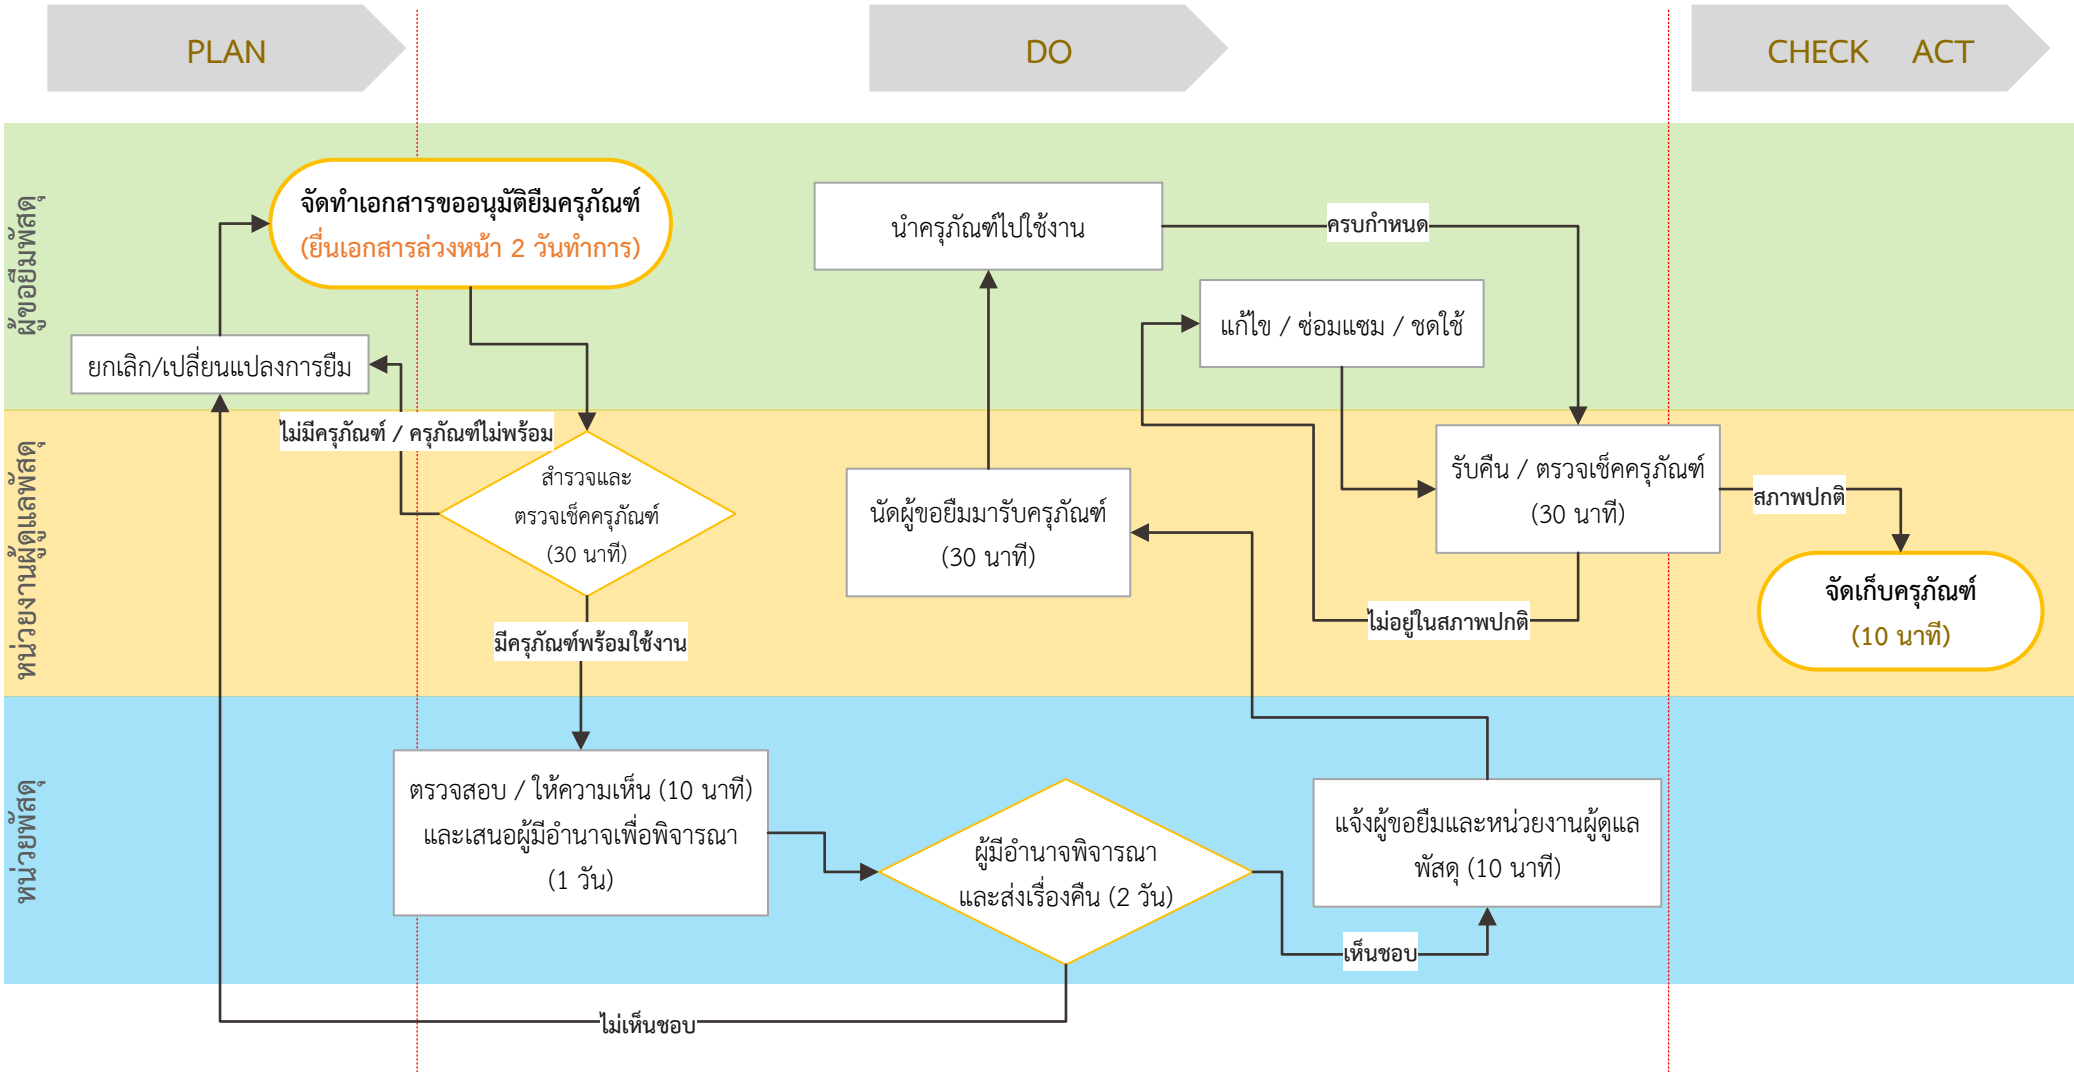 PLAN
DO
CHECK ACT
ผู้ขอยืมพัสดุ
จัดทำเอกสารขออนุมัติยืมครุภัณฑ์
(ยื่นเอกสารล่วงหน้า 2 วันทำการ)
นำครุภัณฑ์ไปใช้งาน
ครบกำหนด
แก้ไข / ซ่อมแซม / ชดใช้
ยกเลิก/เปลี่ยนแปลงการยืม
หน่วยงานผู้ดูแลพัสดุ
ไม่มีครุภัณฑ์ / ครุภัณฑ์ไม่พร้อม
สำรวจและ
ตรวจเช็คครุภัณฑ์
(30 นาที)
นัดผู้ขอยืมมารับครุภัณฑ์
(30 นาที)
รับคืน / ตรวจเช็คครุภัณฑ์
(30 นาที)
สภาพปกติ
จัดเก็บครุภัณฑ์
(10 นาที)
ไม่อยู่ในสภาพปกติ
มีครุภัณฑ์พร้อมใช้งาน
หน่วยพัสดุ
ตรวจสอบ / ให้ความเห็น (10 นาที)
และเสนอผู้มีอำนาจเพื่อพิจารณา
(1 วัน)
ผู้มีอำนาจพิจารณา
และส่งเรื่องคืน (2 วัน)
แจ้งผู้ขอยืมและหน่วยงานผู้ดูแล
พัสดุ (10 นาที)
เห็นชอบ
ไม่เห็นชอบ